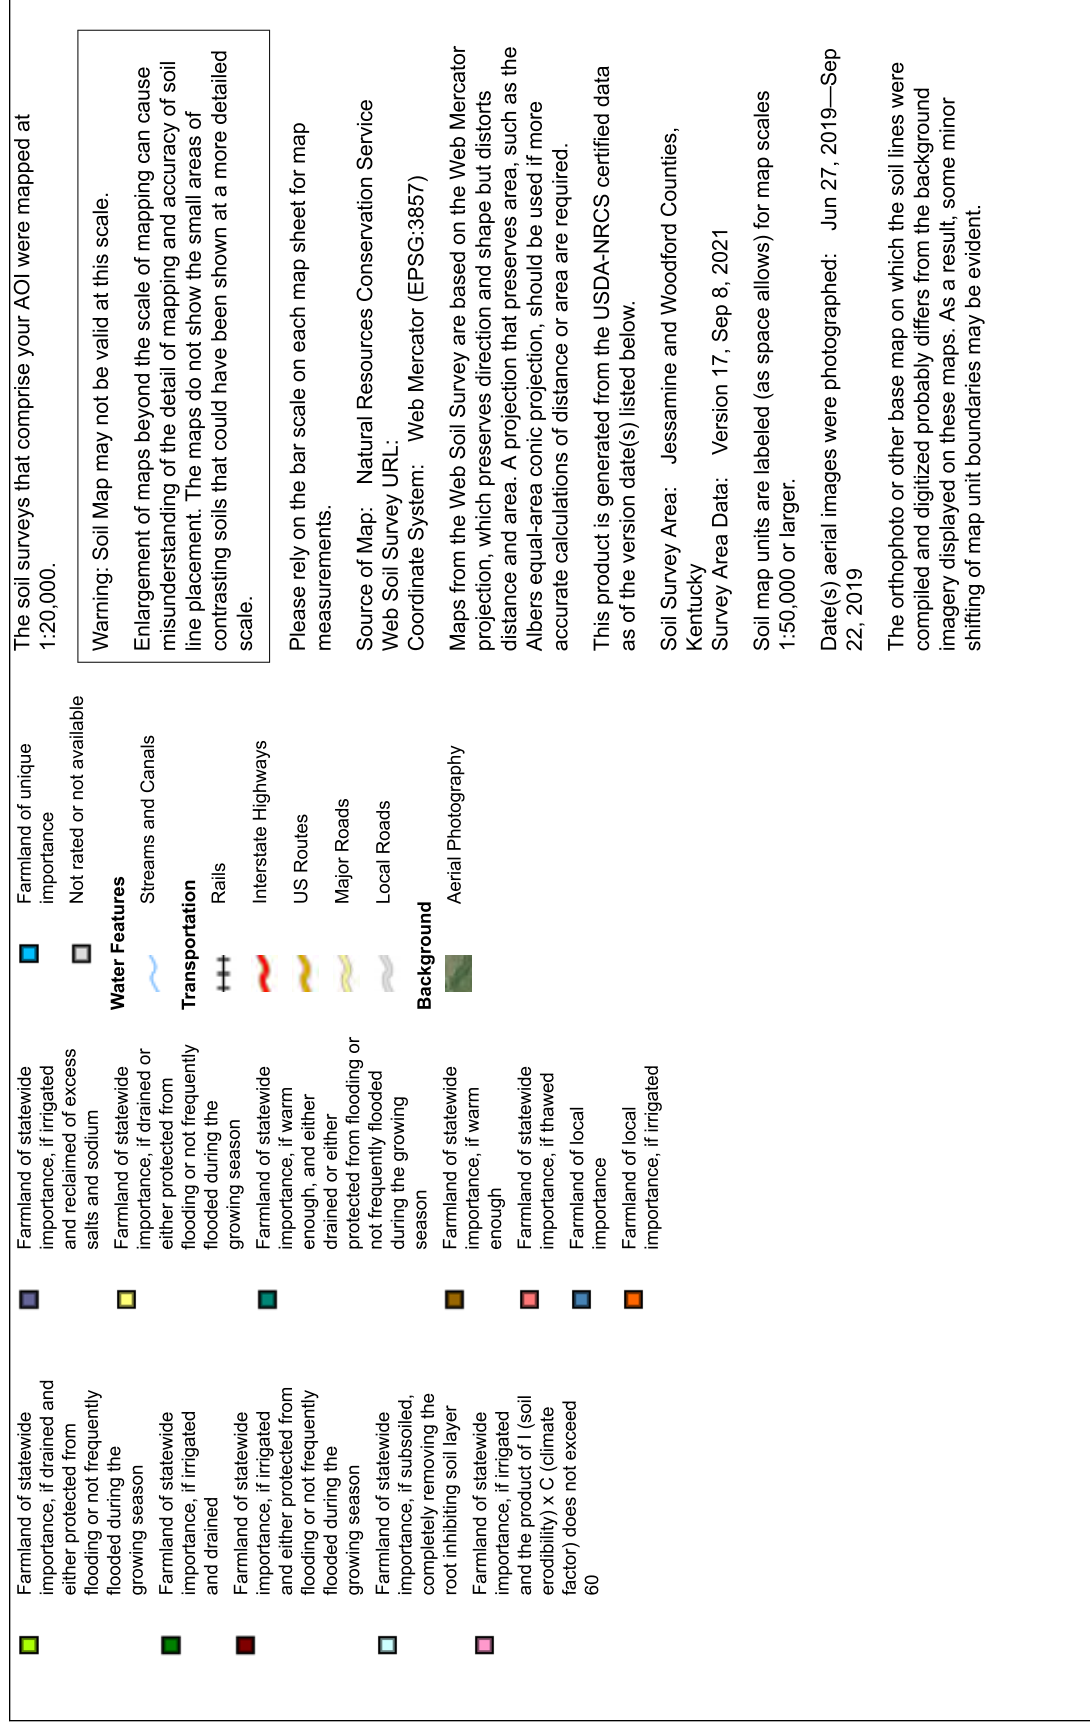 Farmland of statewide
importance, if drained and
either protected from
flooding or not frequently
flooded during the
growing season
Farmland of statewide
importance, if irrigated
and drained
Farmland of statewide
importance, if irrigated
and either protected from
flooding or not frequently
flooded during the
growing season
Farmland of statewide
importance, if subsoiled,
completely removing the
root inhibiting soil layer
Farmland of statewide
importance, if irrigated
and the product of I (soil
erodibility) x C (climate
factor) does not exceed
60
Farmland of statewide
importance, if irrigated
and reclaimed of excess
salts and sodium
Farmland of statewide
importance, if drained or
either protected from
flooding or not frequently
flooded during the
growing season
Farmland of statewide
importance, if warm
enough, and either
drained or either
protected from flooding or
not frequently flooded
during the growing
season
Farmland of statewide
importance, if warm
enough
Farmland of statewide
importance, if thawed
Farmland of local
importance
Farmland of local
importance, if irrigated
Farmland of unique
importance
Not rated or not available
Water Features
Streams and Canals
Transportation
Rails
Interstate Highways
US Routes
Major Roads
Local Roads
Background
Aerial Photography
The soil surveys that comprise your AOI were mapped at
1:20,000.
Warning: Soil Map may not be valid at this scale.
Enlargement of maps beyond the scale of mapping can cause
misunderstanding of the detail of mapping and accuracy of soil
line placement. The maps do not show the small areas of
contrasting soils that could have been shown at a more detailed
scale.
Please rely on the bar scale on each map sheet for map
measurements.
Source of Map: Natural Resources Conservation Service
Web Soil Survey URL:
Coordinate System: Web Mercator (EPSG:3857)
Maps from the Web Soil Survey are based on the Web Mercator
projection, which preserves direction and shape but distorts
distance and area. A projection that preserves area, such as the
Albers equal-area conic projection, should be used if more
accurate calculations of distance or area are required.
This product is generated from the USDA-NRCS certified data
as of the version date(s) listed below.
Soil Survey Area: Jessamine and Woodford Counties,
Kentucky
Survey Area Data: Version 17, Sep 8, 2021
Soil map units are labeled (as space allows) for map scales
1:50,000 or larger.
Date(s) aerial images were photographed: Jun 27, 2019—Sep
22, 2019
The orthophoto or other base map on which the soil lines were
compiled and digitized probably differs from the background
imagery displayed on these maps. As a result, some minor
shifting of map unit boundaries may be evident.